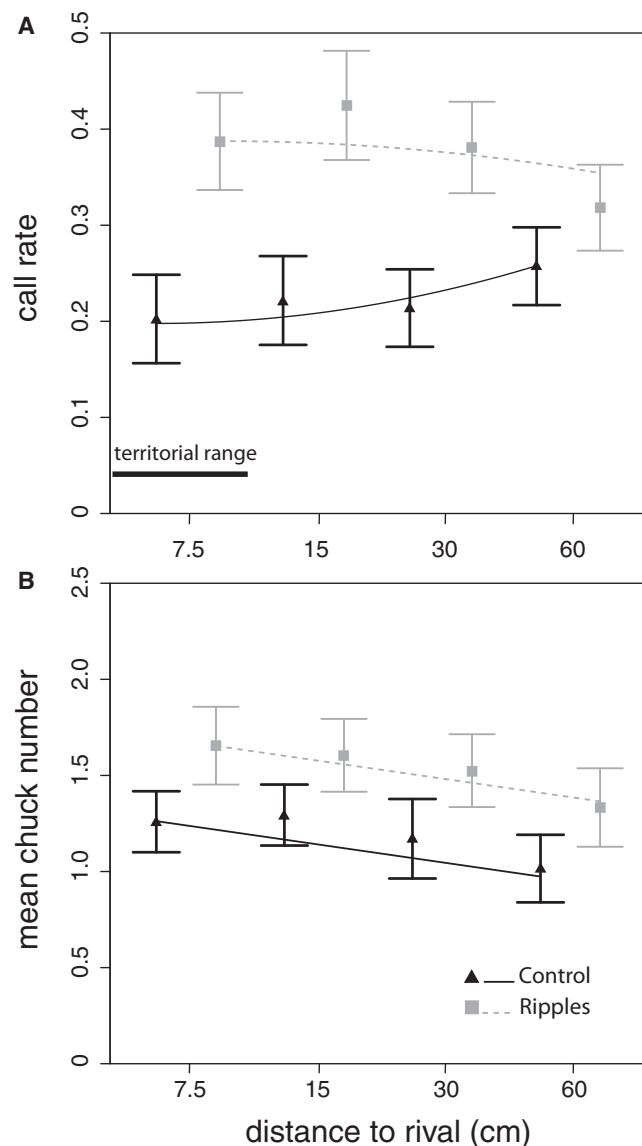 A
0.5
0.4
0.3
0.2
0.1
0
call rate
territorial range
7.5 15 30 60
B
2.5
2.0
1.5
1.0
0.5
0
mean chuck number
Control
Ripples
7.5 15 30 60
distance to rival (cm)